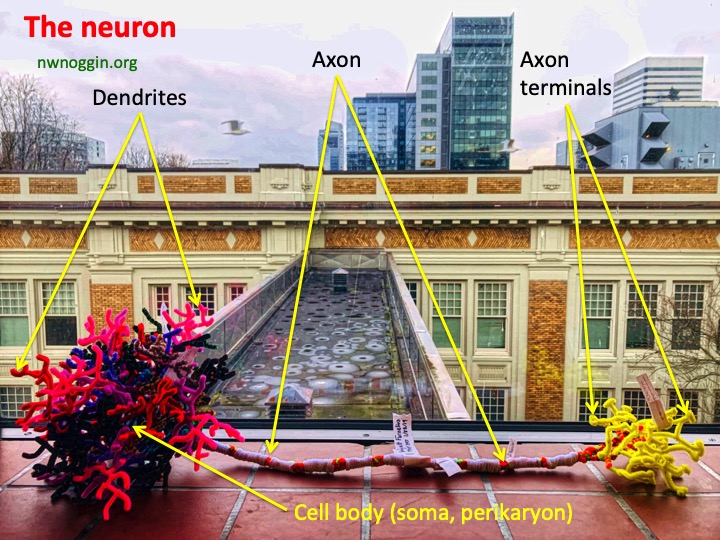 The neuron
nwnoggin.org
Dendrites
Axon
Axon
terminals
Cell body (soma, perikaryon)